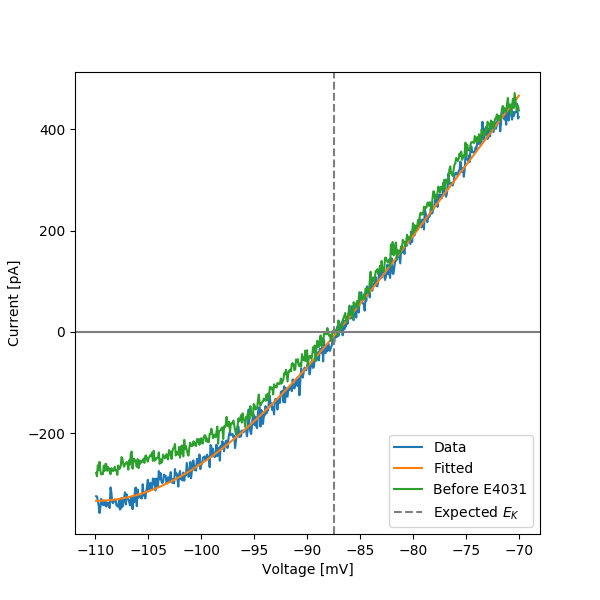 Current [pA]
400
200
0
−200
Data
Fitted
Before E4031
Expected E_K
−110
−105
−100
−95
−90
−85
−80
−75
−70
Voltage [mV]